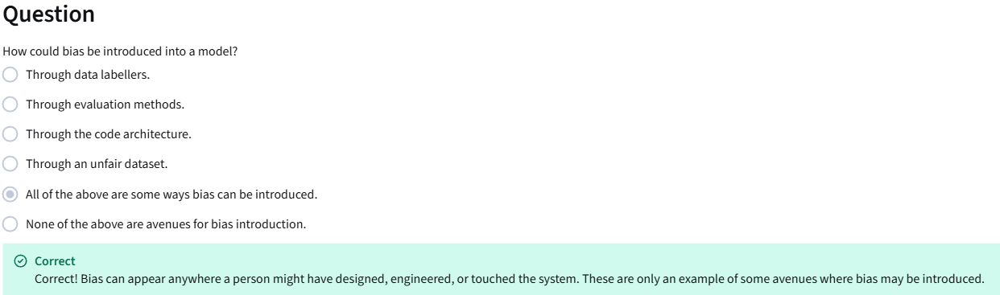 Question
How could bias be introduced into a model?
Through data labellers.
Through evaluation methods.
Through the code architecture.
Through an unfair dataset.
All of the above are some ways bias can be introduced.
None of the above are avenues for bias introduction.
Correct
Correct! Bias can appear anywhere a person might have designed, engineered, or touched the system. These are only an example of some avenues where bias may be introduced.